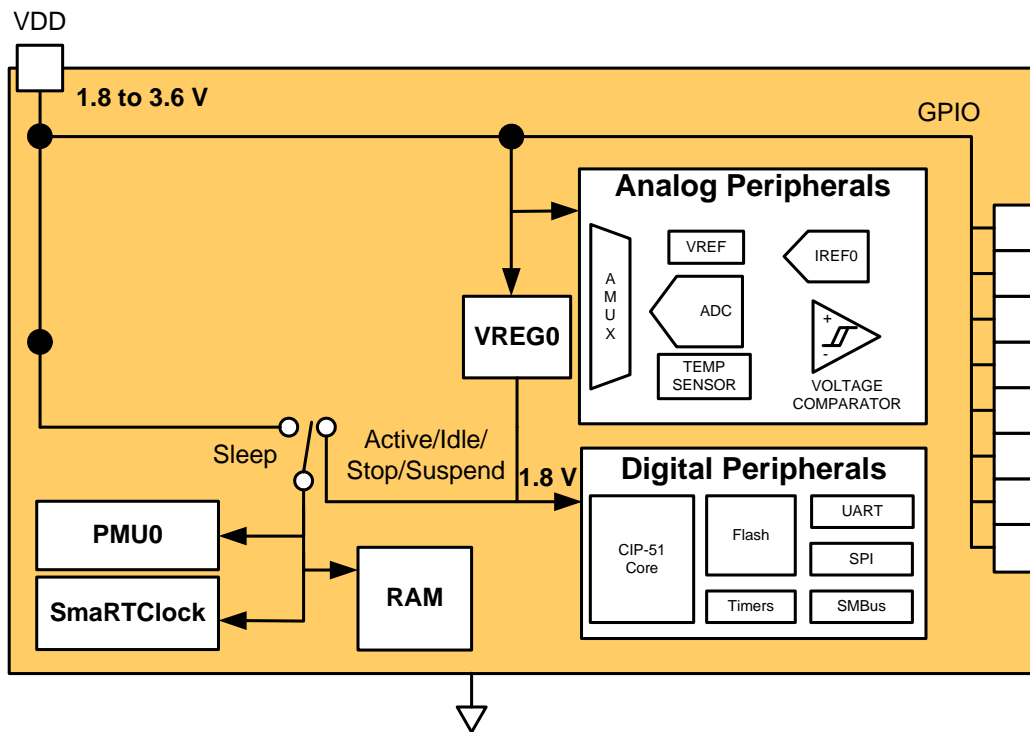 VDD
1.8 to 3.6 V
GPIO
Analog Peripherals
A
M
U
X
VREF
IREF0
ADC
TEMP
SENSOR
+
-
VOLTAGE
COMPARATOR
VREG0
Sleep
Active/Idle/
Stop/Suspend
1.8 V
Digital Peripherals
CIP-51
Core
Flash
UART
SPI
Timers
SMBus
PMU0
SmaRTClock
RAM